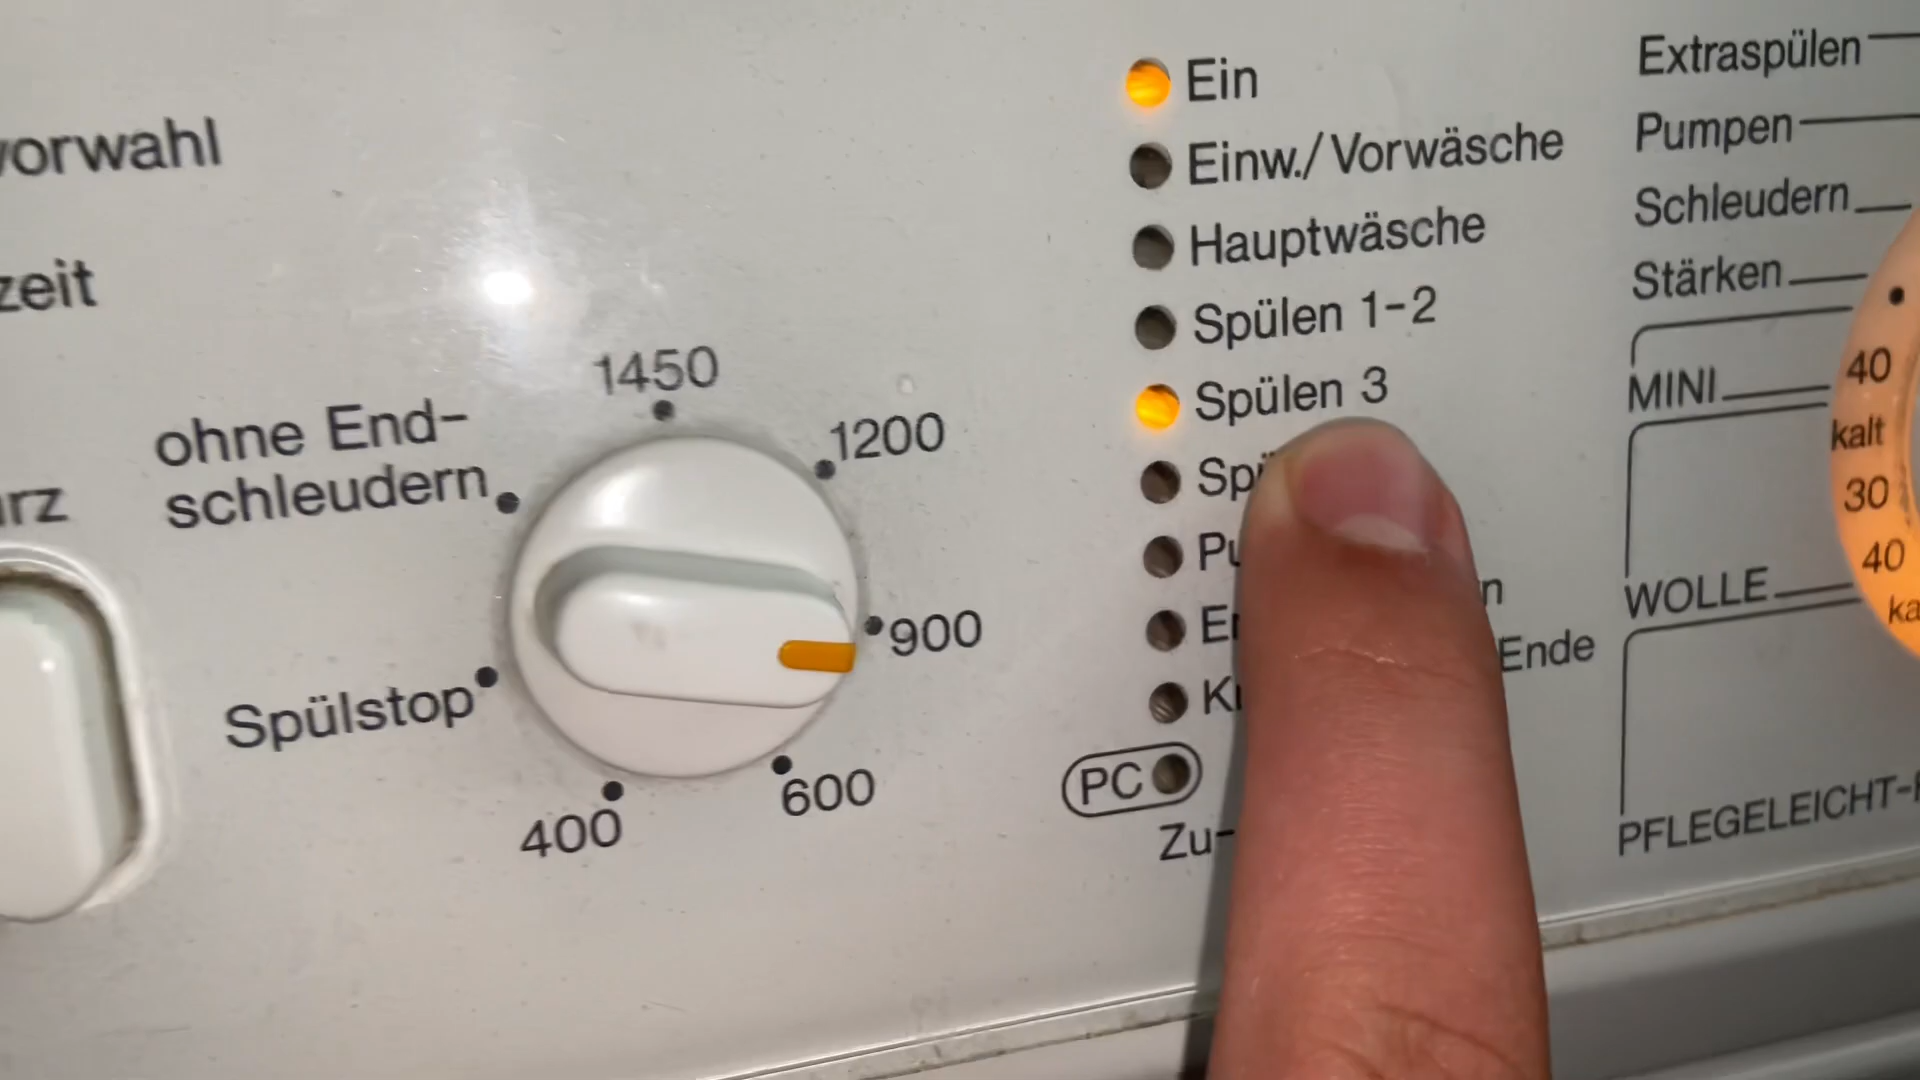 vorwahl
zeit
rz
ohne End-
schleudern
1450
1200
900
600
400
Spülstop
Ein
Einw./Vorwäsche
Hauptwäsche
Spülen 1-2
Spülen 3
Ende
PC
Zu-
Extraspülen
Pumpen
Schleudern
Stärken
MINI
WOLLE
PFLEGELEICHT-
40
kalt
30
40